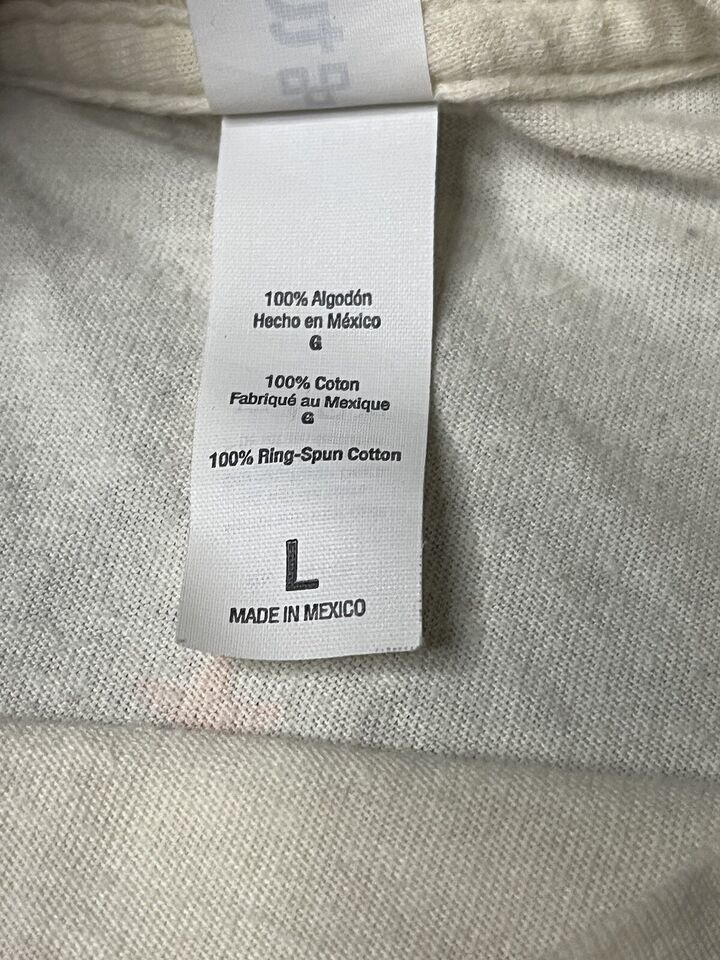 100% Algodón
Hecho en México
G
100% Coton
Fabriqué au Mexique
G
100% Ring-Spun Cotton
L
MADE IN MEXICO